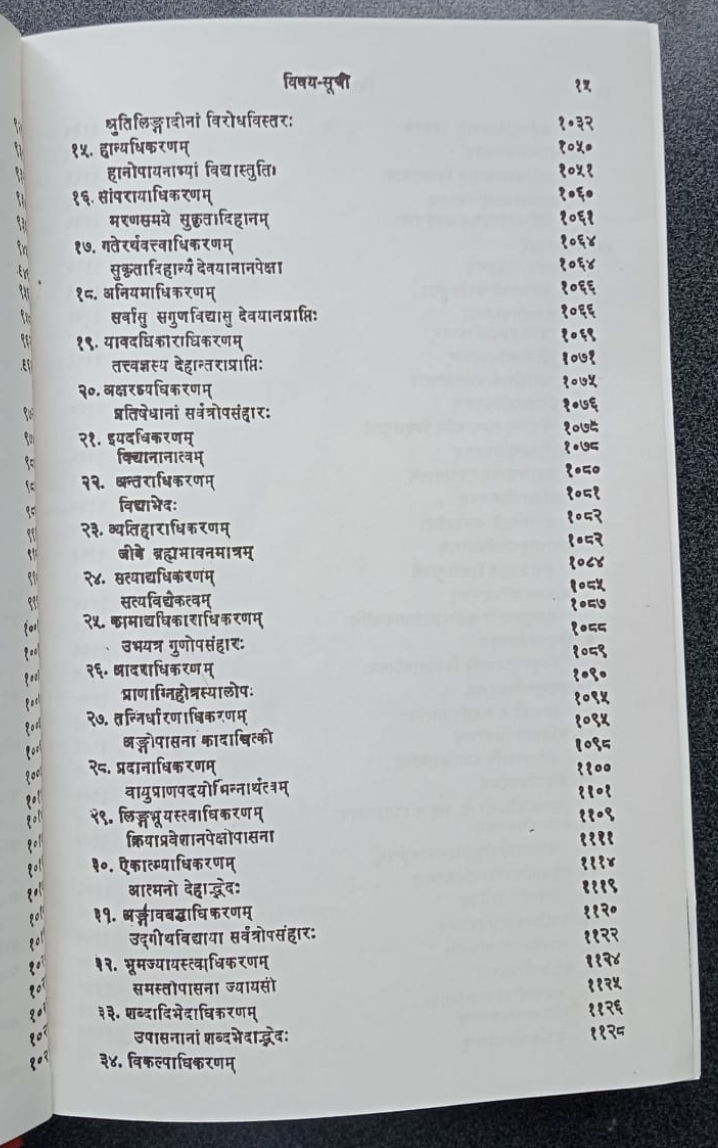 विषय-सूची १५
श्रुतिलिङ्गादीनां विरोधविस्तरः १०३२
१५. हान्यधिकरणम् १०५०
हानोपायनाभ्यां विद्यास्तुतिः १०५१
१६. सांपरायाधिकरणम् १०६०
मरणसमये सुकृतादिहानम् १०६१
१७. गतेरर्थवत्त्वाधिकरणम् १०६४
सुकृतादिहान्यै देवयानानपेक्षा १०६४
१८. अनियमाधिकरणम् १०६६
सर्वासु सगुणविद्यासु देवयानप्राप्तिः १०६६
१९. यावदधिकाराधिकरणम् १०६९
तत्त्वज्ञस्य देहान्तराप्राप्तिः १०७१
२०. अक्षरध्यधिकरणम् १०७५
प्रतिषेधानां सर्वत्रोपसंहारः १०७६
२१. इयदधिकरणम् १०७८
विद्यानानात्वम् १०७८
२२. अन्तराधिकरणम् १०८०
विद्याभेदः १०८१
२३. व्यतिहाराधिकरणम् १०८२
जीवे ब्रह्मभावनमात्रम् १०८२
२४. सत्याद्यधिकरणम् १०८४
सत्यविद्यैकत्वम् १०८५
२५. कामाद्यधिकाराधिकरणम् १०८७
उभयत्र गुणोपसंहारः १०८८
२६. आदराधिकरणम् १०८९
प्राणाग्निहोत्रस्यालोपः १०९०
२७. तन्निर्धारणाधिकरणम् १०९५
अङ्गोपासना कादाचित्की १०९५
२८. प्रदानाधिकरणम् १०९८
वायुप्राणपदयोभिन्नार्थत्वम् ११००
२९. लिङ्गभूयस्त्वाधिकरणम् ११०१
क्रियाप्रवेशानपेक्षोपासना ११०९
३०. ऐकात्म्याधिकरणम् ११११
आत्मनो देहाद्भेदः १११४
३१. अङ्गावबद्धाधिकरणम् १११९
उद्गीथविद्याया सर्वत्रोपसंहारः ११२०
३२. भूमज्यायस्त्वाधिकरणम् ११२२
समस्तोपासना ज्यायसी ११२४
३३. शब्दादिभेदाधिकरणम् ११२५
उपासनानां शब्दभेदाद्भेदः ११२६
३४. विकल्पाधिकरणम् ११२८